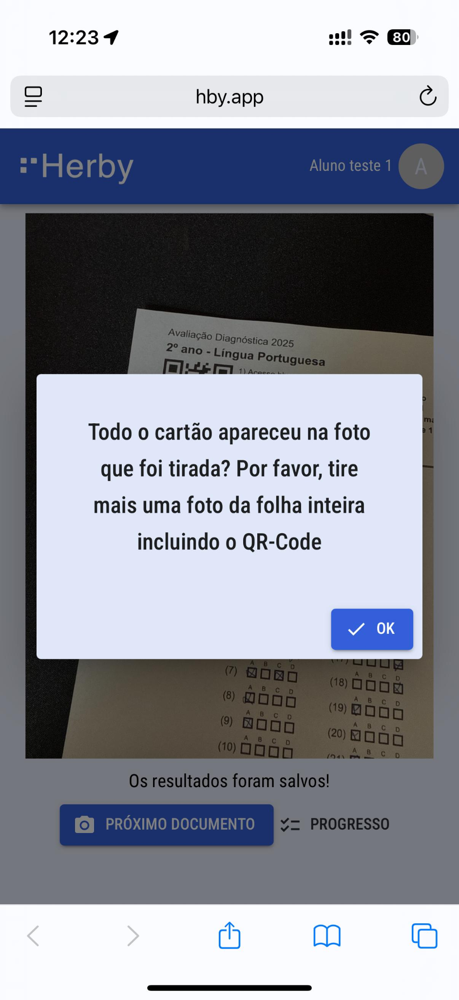 12:23
80
hby.app
Herby
Aluno teste 1
A
Avaliação Diagnóstica 2025
2º ano - Língua Portuguesa
1) Acesso
Todo o cartão apareceu na foto
que foi tirada? Por favor, tire
mais uma foto da folha inteira
incluindo o QR-Code
OK
A B C D
(7)
A B C D
(18)
A B C D
(8)
A B C D
(19)
A B C D
(9)
A B C D
(20)
A B C D
(10)
A B C D
Os resultados foram salvos!
PRÓXIMO DOCUMENTO
PROGRESSO